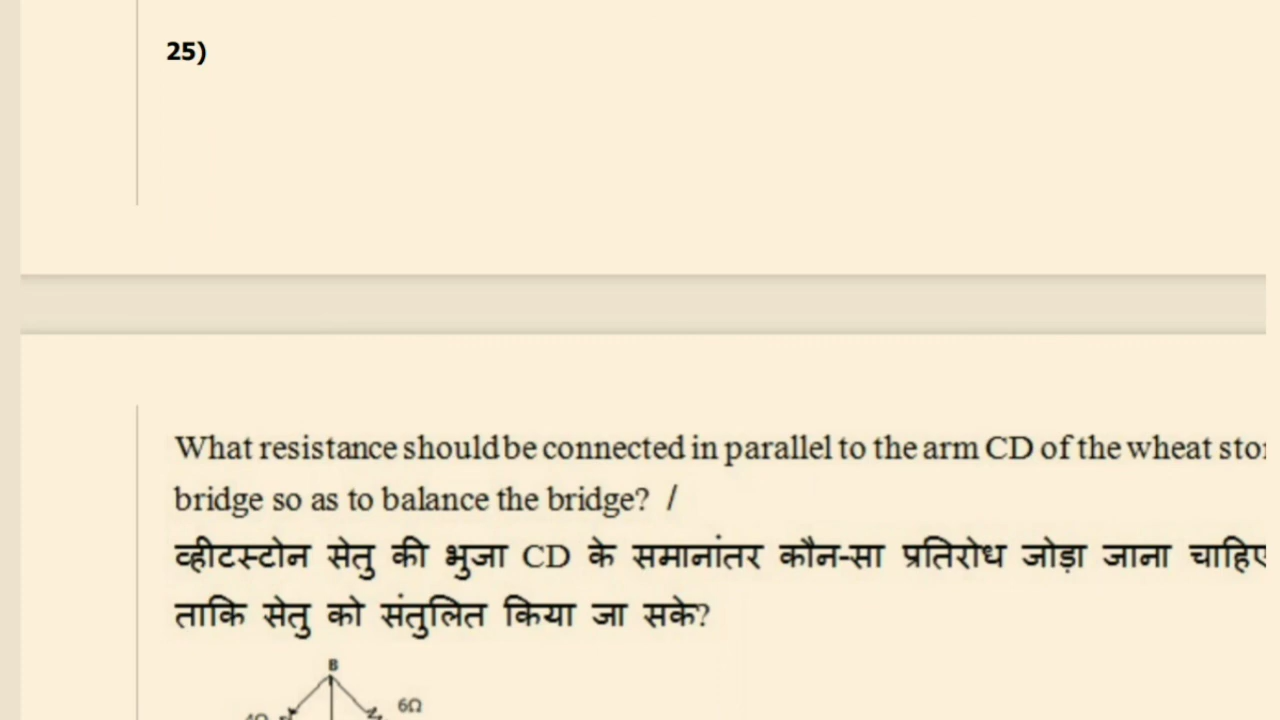 25)
What resistance should be connected in parallel to the arm CD of the wheat
bridge so as to balance the bridge? /
व्हीटस्टोन सेतु की भुजा CD के समानांतर कौन-सा प्रतिरोध जोड़ा जाना
ताकि सेतु को संतुलित किया जा सके?
B
6Ω